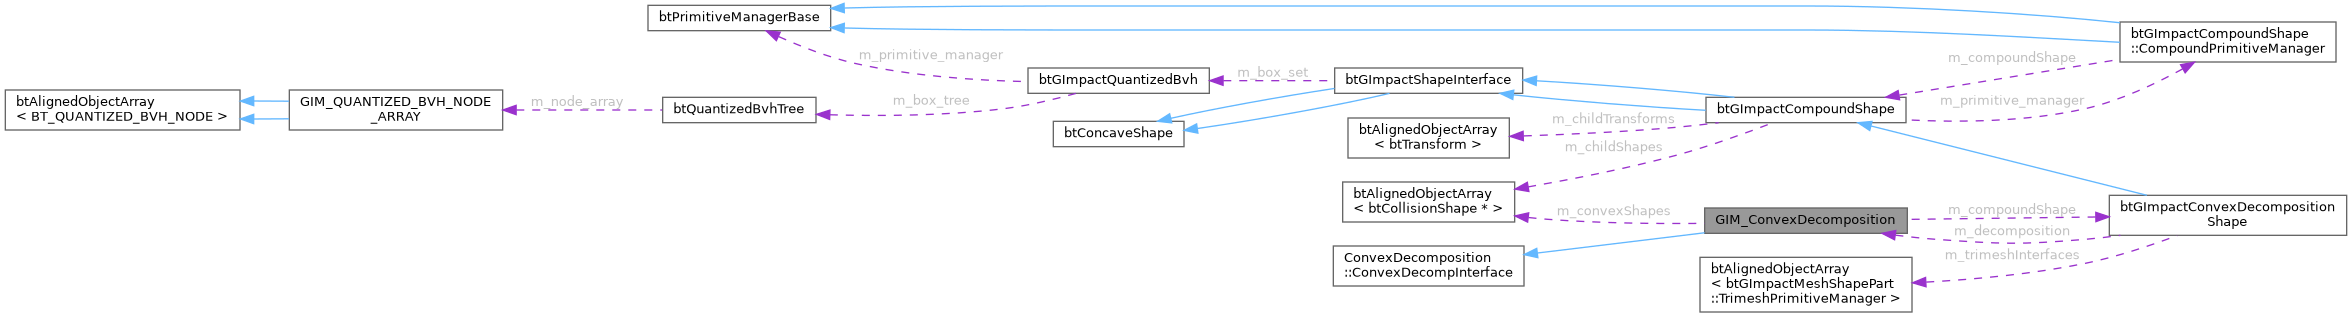 btPrimitiveManagerBase
btGImpactCompoundShape
::CompoundPrimitiveManager
m_primitive_manager
m_compoundShape
btGImpactQuantizedBvh
m_box_set
btGImpactShapeInterface
btAlignedObjectArray
< BT_QUANTIZED_BVH_NODE >
GIM_QUANTIZED_BVH_NODE
_ARRAY
m_node_array
btQuantizedBvhTree
m_box_tree
btConcaveShape
btGImpactCompoundShape
m_primitive_manager
m_childTransforms
btAlignedObjectArray
< btTransform >
m_childShapes
btAlignedObjectArray
< btCollisionShape * >
m_convexShapes
GIM_ConvexDecomposition
m_compoundShape
m_decomposition
btGImpactConvexDecomposition
Shape
ConvexDecomposition
::ConvexDecompInterface
m_trimeshInterfaces
btAlignedObjectArray
< btGImpactMeshShapePart
::TrimeshPrimitiveManager >